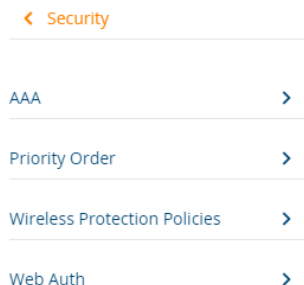 Security
AAA
Priority Order
Wireless Protection Policies
Web Auth